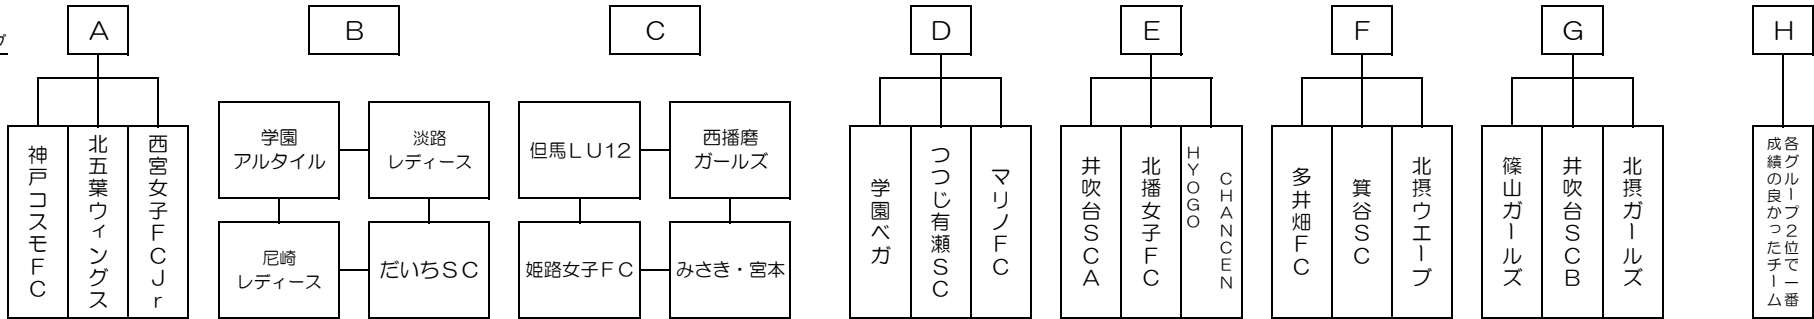 グ
A
B
C
D
E
F
G
H
神戸コスモFC
北五葉ウィングス
西宮女子FCJr
学園
アルタイル
淡路
レディース
尼崎
レディース
だいちSC
但馬LU12
西播磨
ガールズ
姫路女子FC
みさき・宮本
学園ベガ
つつじ有瀬SC
マリノFC
井吹台SCA
北播女子FC
HYOGO
CHANCEN
多井畑FC
箕谷SC
北摂ウエーブ
篠山ガールズ
井吹台SCB
北摂ガールズ
各グループ2位で一番
成績の良かったチーム